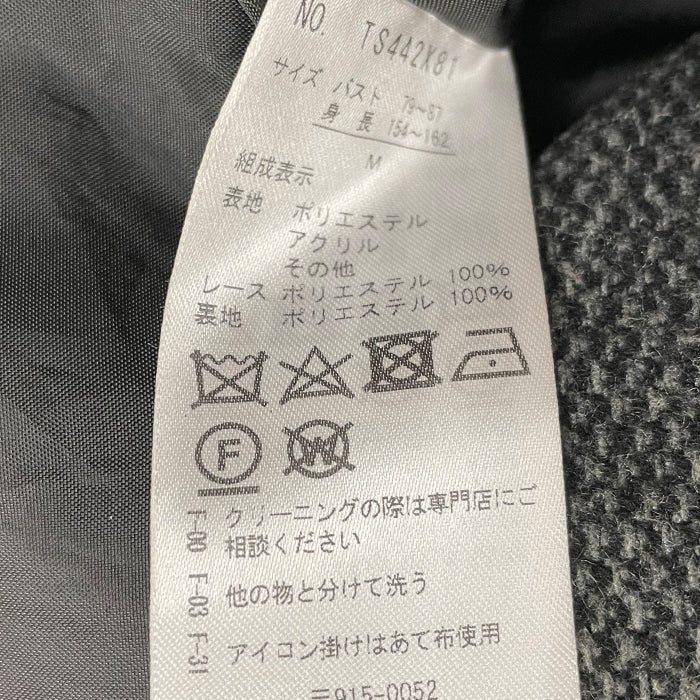 NO. TS442X81
サイズ バスト 79~87
身長 154~162
M
組成表示
表地 ポリエステル
アクリル
その他
レース ポリエステル 100%
裏地 ポリエステル 100%
F
W
F-00 クリーニングの際は専門店にご
相談ください
F-03 他の物と分けて洗う
F-31 アイコン掛けはあて布使用
〒915-0052